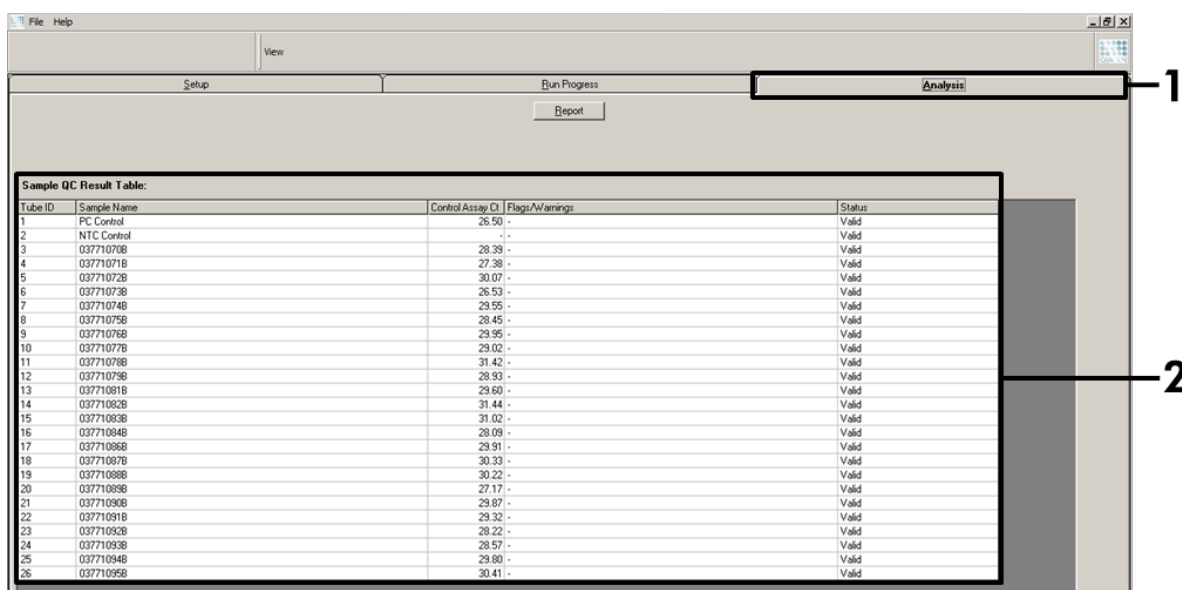 File Help
View
Setup Run Progress Analysis 1
Report
Sample QC Result Table:
Tube ID Sample Name Control Assay Ct Flags/Warnings Status
1 PC Control 26.50 - Valid
2 NTC Control - - Valid
3 03771070B 28.39 - Valid
4 03771071B 27.38 - Valid
5 03771072B 30.07 - Valid
6 03771073B 26.53 - Valid
7 03771074B 29.55 - Valid
8 03771075B 28.45 - Valid
9 03771076B 29.95 - Valid
10 03771077B 29.02 - Valid
11 03771078B 31.42 - Valid
12 03771079B 28.93 - Valid
13 03771081B 29.60 - Valid
14 03771082B 31.44 - Valid
15 03771083B 31.02 - Valid
16 03771084B 28.09 - Valid
17 03771086B 29.91 - Valid
18 03771087B 30.33 - Valid
19 03771088B 30.22 - Valid
20 03771089B 27.17 - Valid
21 03771090B 29.87 - Valid
22 03771091B 29.32 - Valid
23 03771092B 28.22 - Valid
24 03771093B 28.57 - Valid
25 03771094B 29.80 - Valid
26 03771095B 30.41 - Valid
2